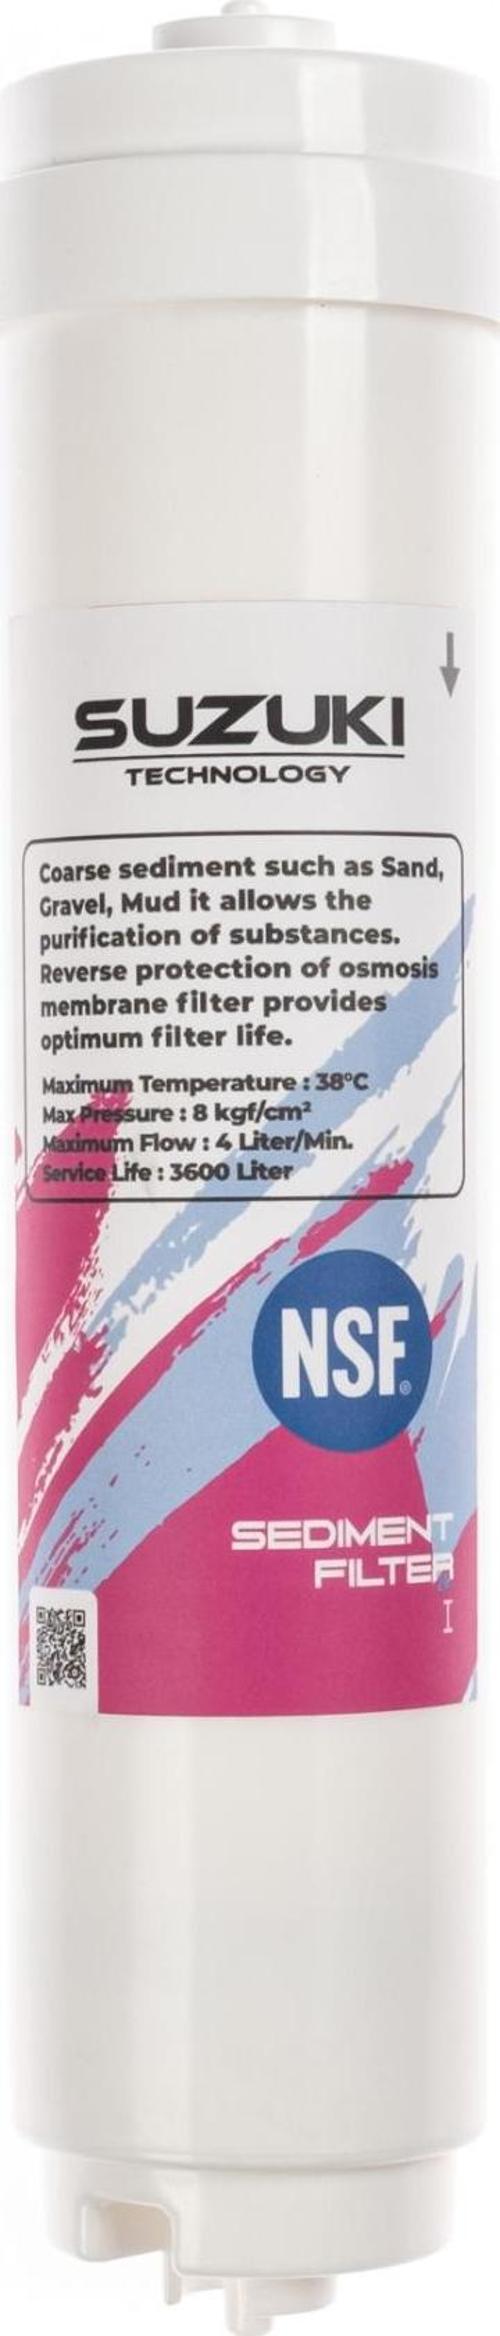 SUZUKI
TECHNOLOGY
Coarse sediment such as Sand,
Gravel, Mud it allows the
purification of substances.
Reverse protection of osmosis
membrane filter provides
optimum filter life.
Maximum Temperature : 38°C
Max Pressure : 8 kgf/cm²
Maximum Flow : 4 Liter/Min.
Service Life : 3600 Liter
NSF®
SEDIMENT
FILTER
I